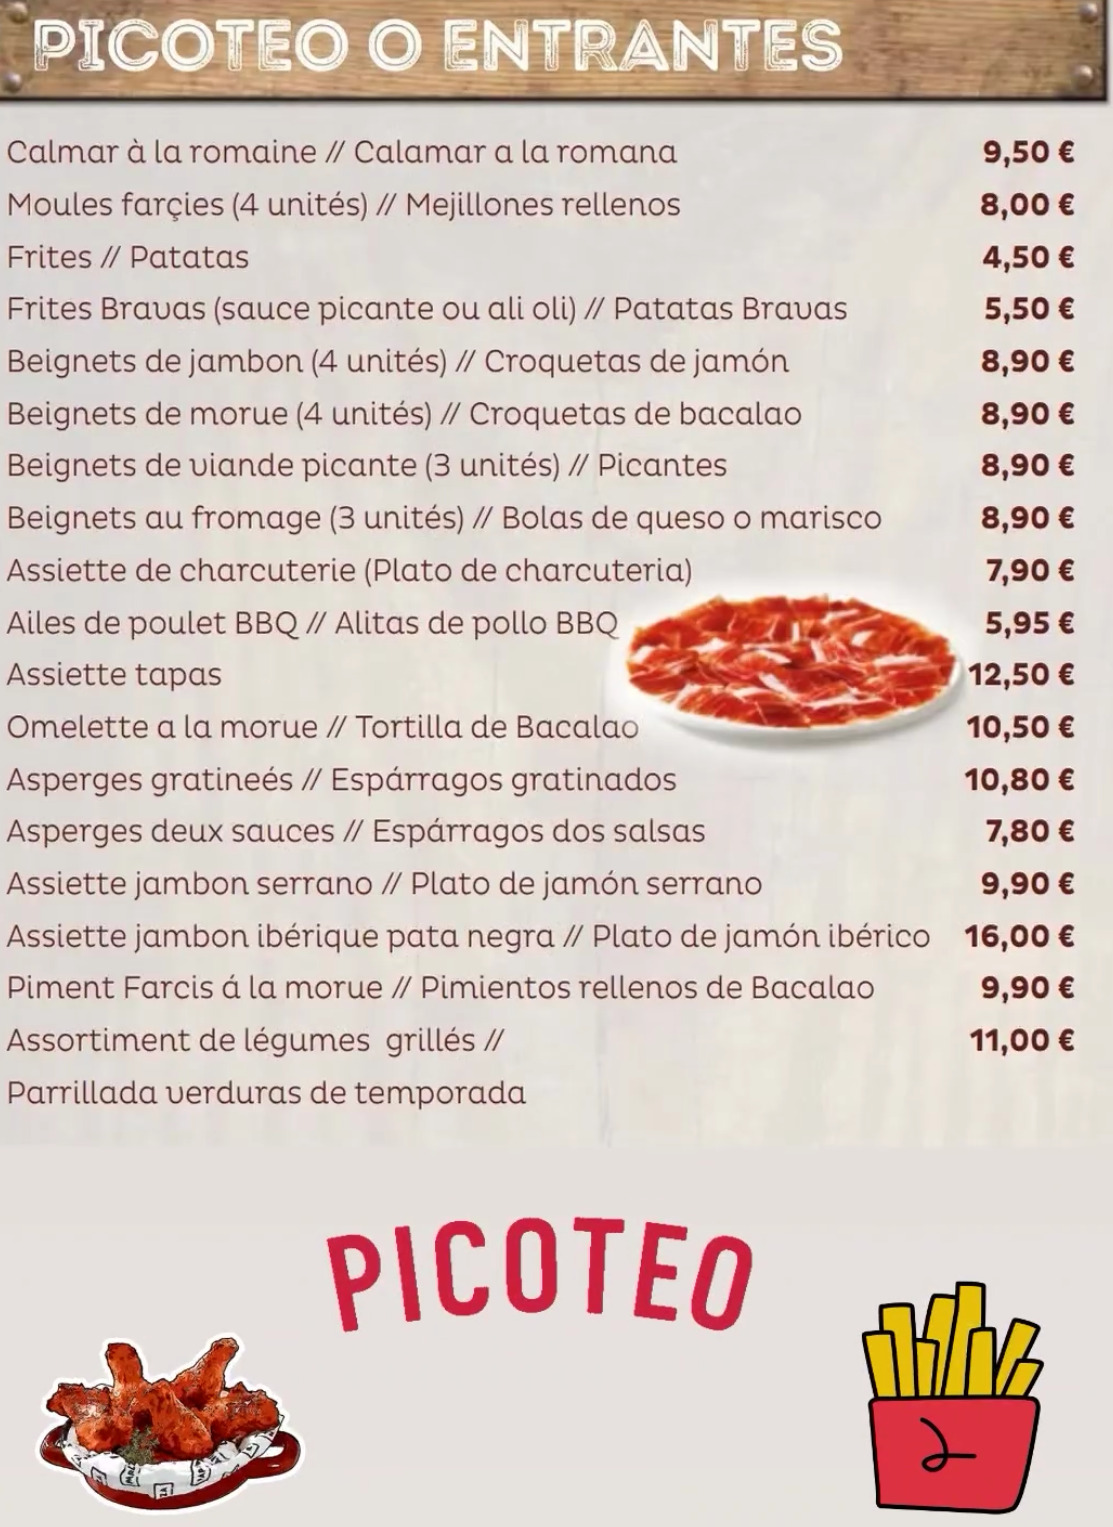 PICOTEO O ENTRANTES
Calmar à la romaine // Calamar a la romana 9,50 €
Moules farçies (4 unités) // Mejillones rellenos 8,00 €
Frites // Patatas 4,50 €
Frites Bravas (sauce picante ou ali oli) // Patatas Bravas 5,50 €
Beignets de jambon (4 unités) // Croquetas de jamón 8,90 €
Beignets de morue (4 unités) // Croquetas de bacalao 8,90 €
Beignets de viande picante (3 unités) // Picantes 8,90 €
Beignets au fromage (3 unités) // Bolas de queso o marisco 8,90 €
Assiette de charcuterie (Plato de charcuteria) 7,90 €
Ailes de poulet BBQ // Alitas de pollo BBQ 5,95 €
Assiette tapas 12,50 €
Omelette a la morue // Tortilla de Bacalao 10,50 €
Asperges gratineés // Espárragos gratinados 10,80 €
Asperges deux sauces // Espárragos dos salsas 7,80 €
Assiette jambon serrano // Plato de jamón serrano 9,90 €
Assiette jambon ibérique pata negra // Plato de jamón ibérico 16,00 €
Piment Farcis á la morue // Pimientos rellenos de Bacalao 9,90 €
Assortiment de légumes grillés // 11,00 €
Parrillada verduras de temporada
PICOTEO